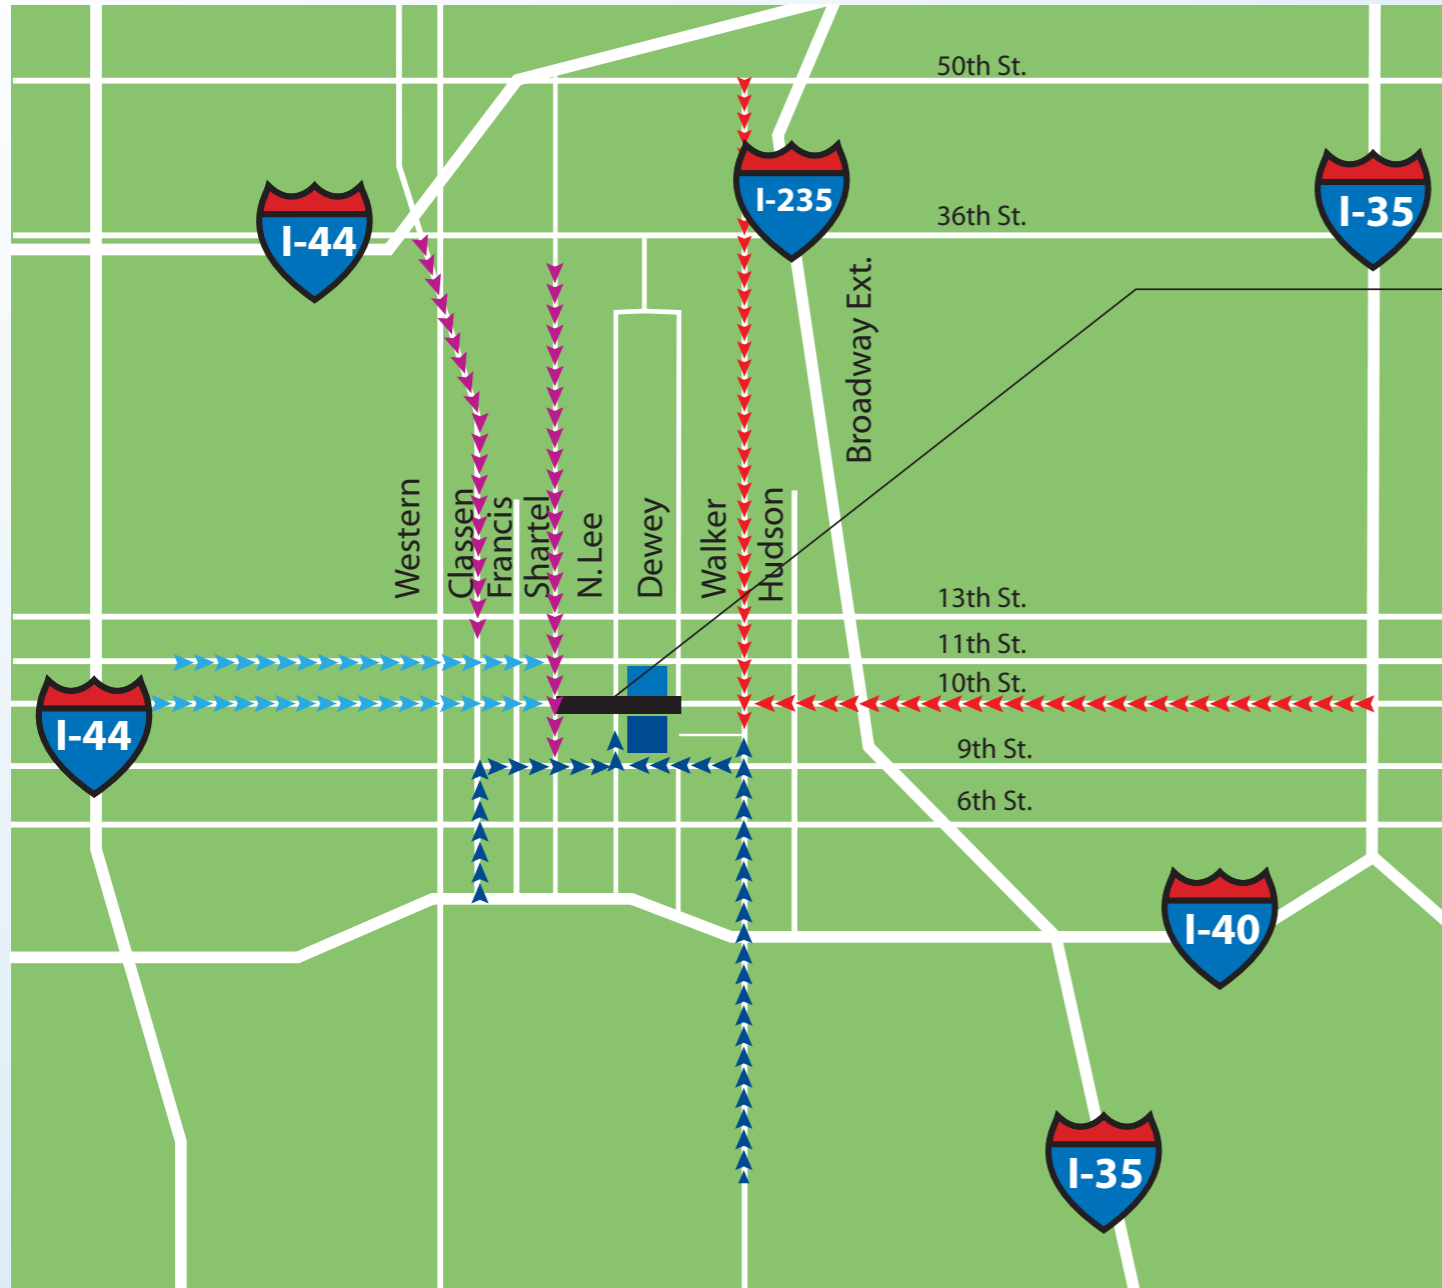 50th St.
I-235
I-35
I-44
36th St.
Broadway Ext.
Western
Classen
Francis
Shartel
N. Lee
Dewey
Walker
Hudson
13th St.
11th St.
10th St.
I-44
9th St.
6th St.
I-40
I-35